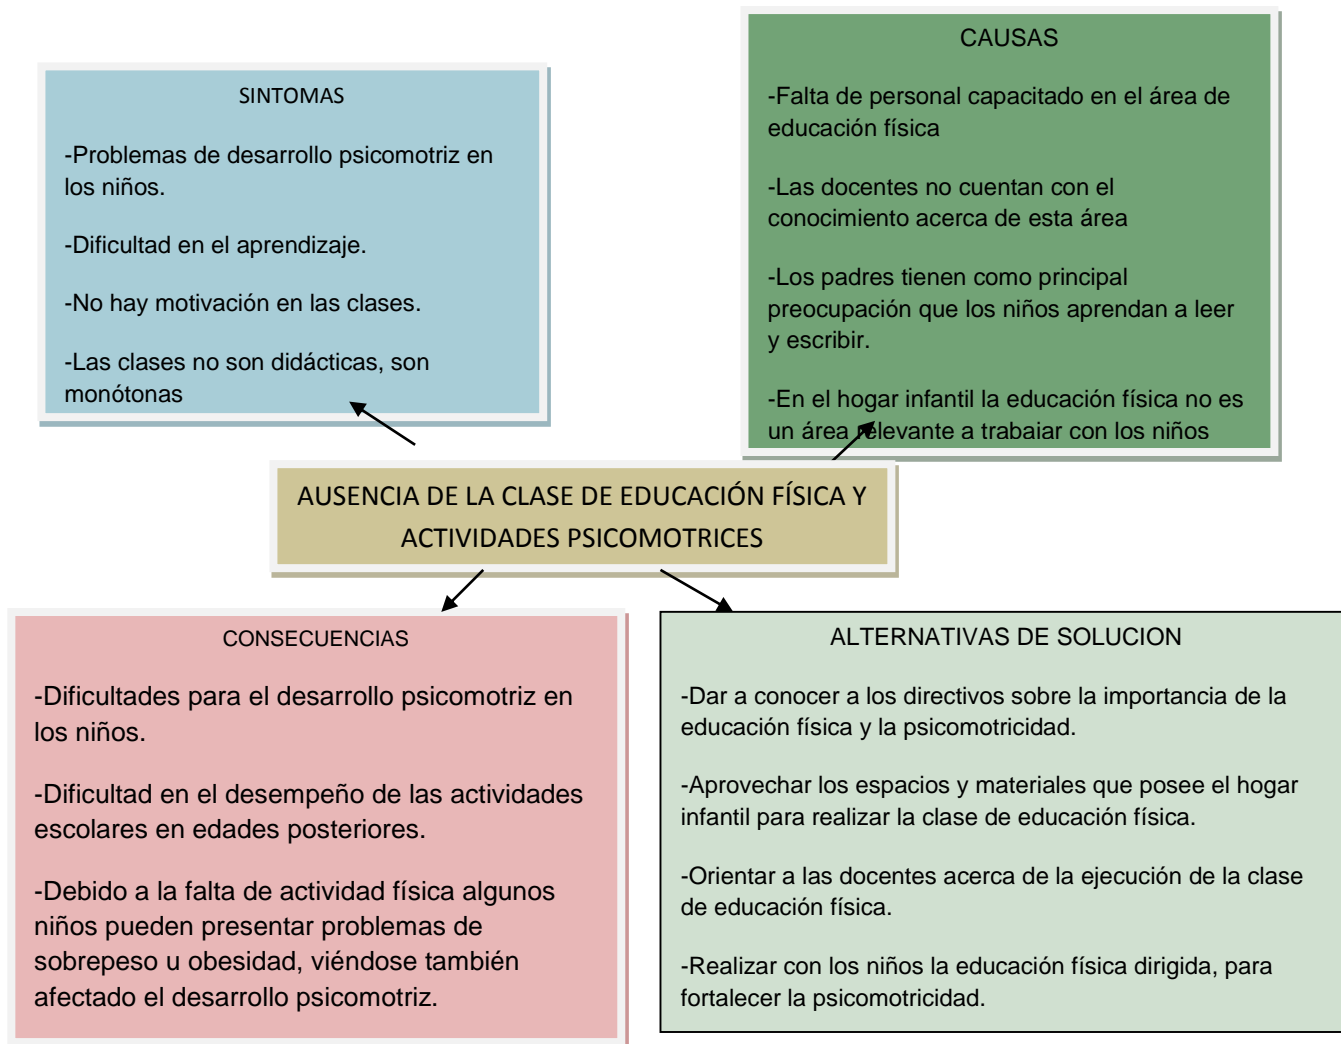 SINTOMAS
-Problemas de desarrollo psicomotriz en
los niños.
-Dificultad en el aprendizaje.
-No hay motivación en las clases.
-Las clases no son didácticas, son
monótonas
CAUSAS
-Falta de personal capacitado en el área de
educación física
-Las docentes no cuentan con el
conocimiento acerca de esta área
-Los padres tienen como principal
preocupación que los niños aprendan a leer
y escribir.
-En el hogar infantil la educación física no es
un área relevante a trabajar con los niños
AUSENCIA DE LA CLASE DE EDUCACIÓN FÍSICA Y
ACTIVIDADES PSICOMOTRICES
CONSECUENCIAS
-Dificultades para el desarrollo psicomotriz en
los niños.
-Dificultad en el desempeño de las actividades
escolares en edades posteriores.
-Debido a la falta de actividad física algunos
niños pueden presentar problemas de
sobrepeso u obesidad, viéndose también
afectado el desarrollo psicomotriz.
ALTERNATIVAS DE SOLUCION
-Dar a conocer a los directivos sobre la importancia de la
educación física y la psicomotricidad.
-Aprovechar los espacios y materiales que posee el hogar
infantil para realizar la clase de educación física.
-Orientar a las docentes acerca de la ejecución de la clase
de educación física.
-Realizar con los niños la educación física dirigida, para
fortalecer la psicomotricidad.